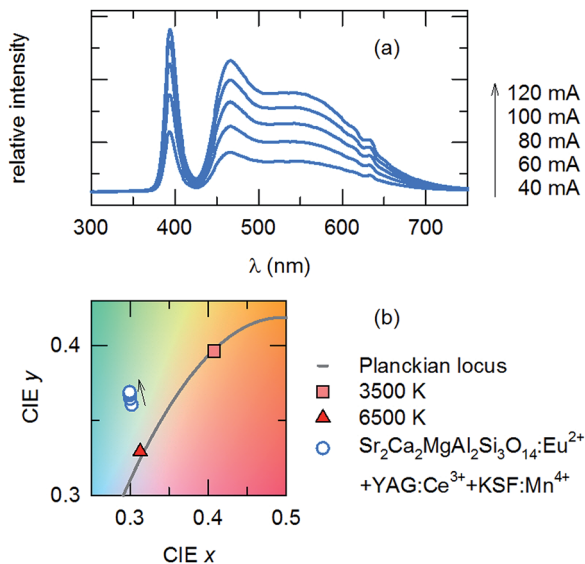 (a)
relative intensity
120 mA
100 mA
80 mA
60 mA
40 mA
300 400 500 600 700
λ (nm)
(b)
0.4
0.3
CIE y
0.3 0.4 0.5
CIE x
Planckian locus
3500 K
6500 K
Sr₂Ca₂MgAl₂Si₃O₁₄:Eu²⁺
+YAG:Ce³⁺+KSF:Mn⁴⁺